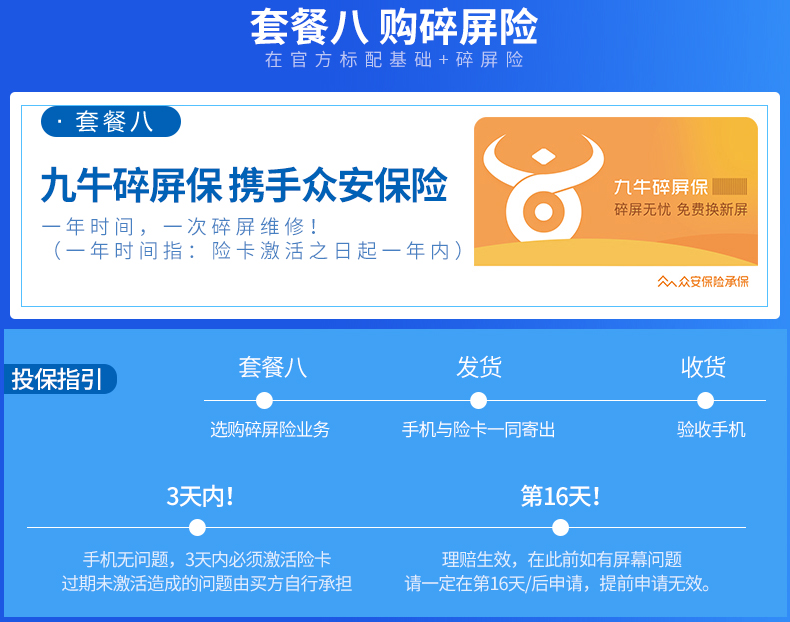 套餐八 购碎屏险
在官方标配基础+碎屏险
· 套餐八
九牛碎屏保 携手众安保险
一年时间，一次碎屏维修！
（一年时间指：险卡激活之日起一年内）
九牛碎屏保
碎屏无忧 免费换新屏
众安保险承保
投保指引
套餐八
发货
收货
选购碎屏险业务
手机与险卡一同寄出
验收手机
3天内！
第16天！
手机无问题，3天内必须激活险卡
过期未激活造成的问题由买方自行承担
理赔生效，在此前如有屏幕问题
请一定在第16天/后申请，提前申请无效。